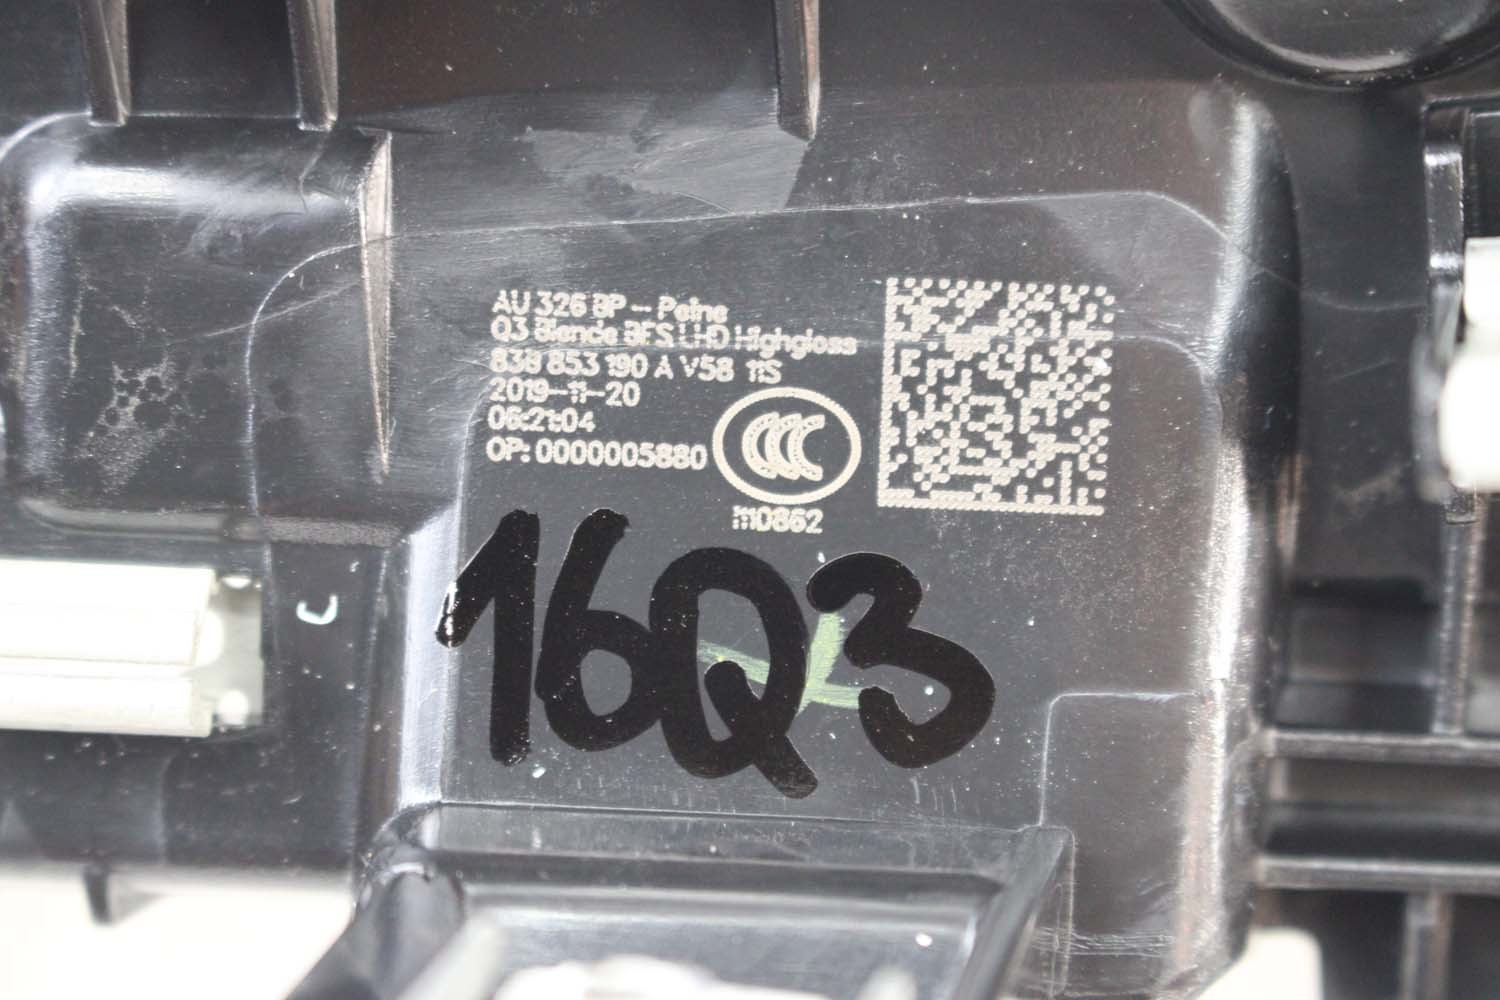 AU 326 BP - Peine
Q3 Blende BFS LHD Highgloss
83B 853 190 A V58 11S
2019-11-20
06:21:04
OP: 0000005880
CCC
m0862
16Q3